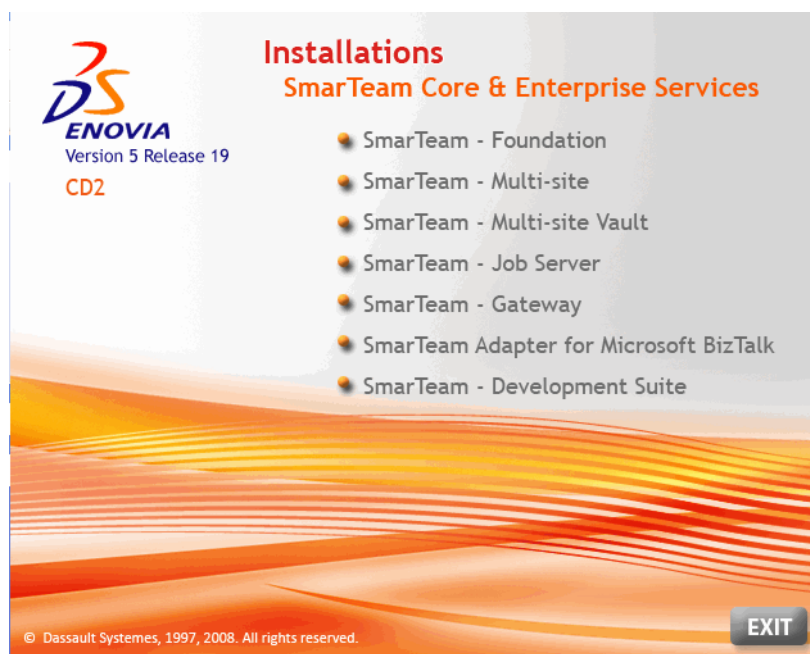 Installations
SmarTeam Core & Enterprise Services
ENOVIA
Version 5 Release 19
CD2
SmarTeam - Foundation
SmarTeam - Multi-site
SmarTeam - Multi-site Vault
SmarTeam - Job Server
SmarTeam - Gateway
SmarTeam Adapter for Microsoft BizTalk
SmarTeam - Development Suite
© Dassault Systemes, 1997, 2008. All rights reserved.
EXIT